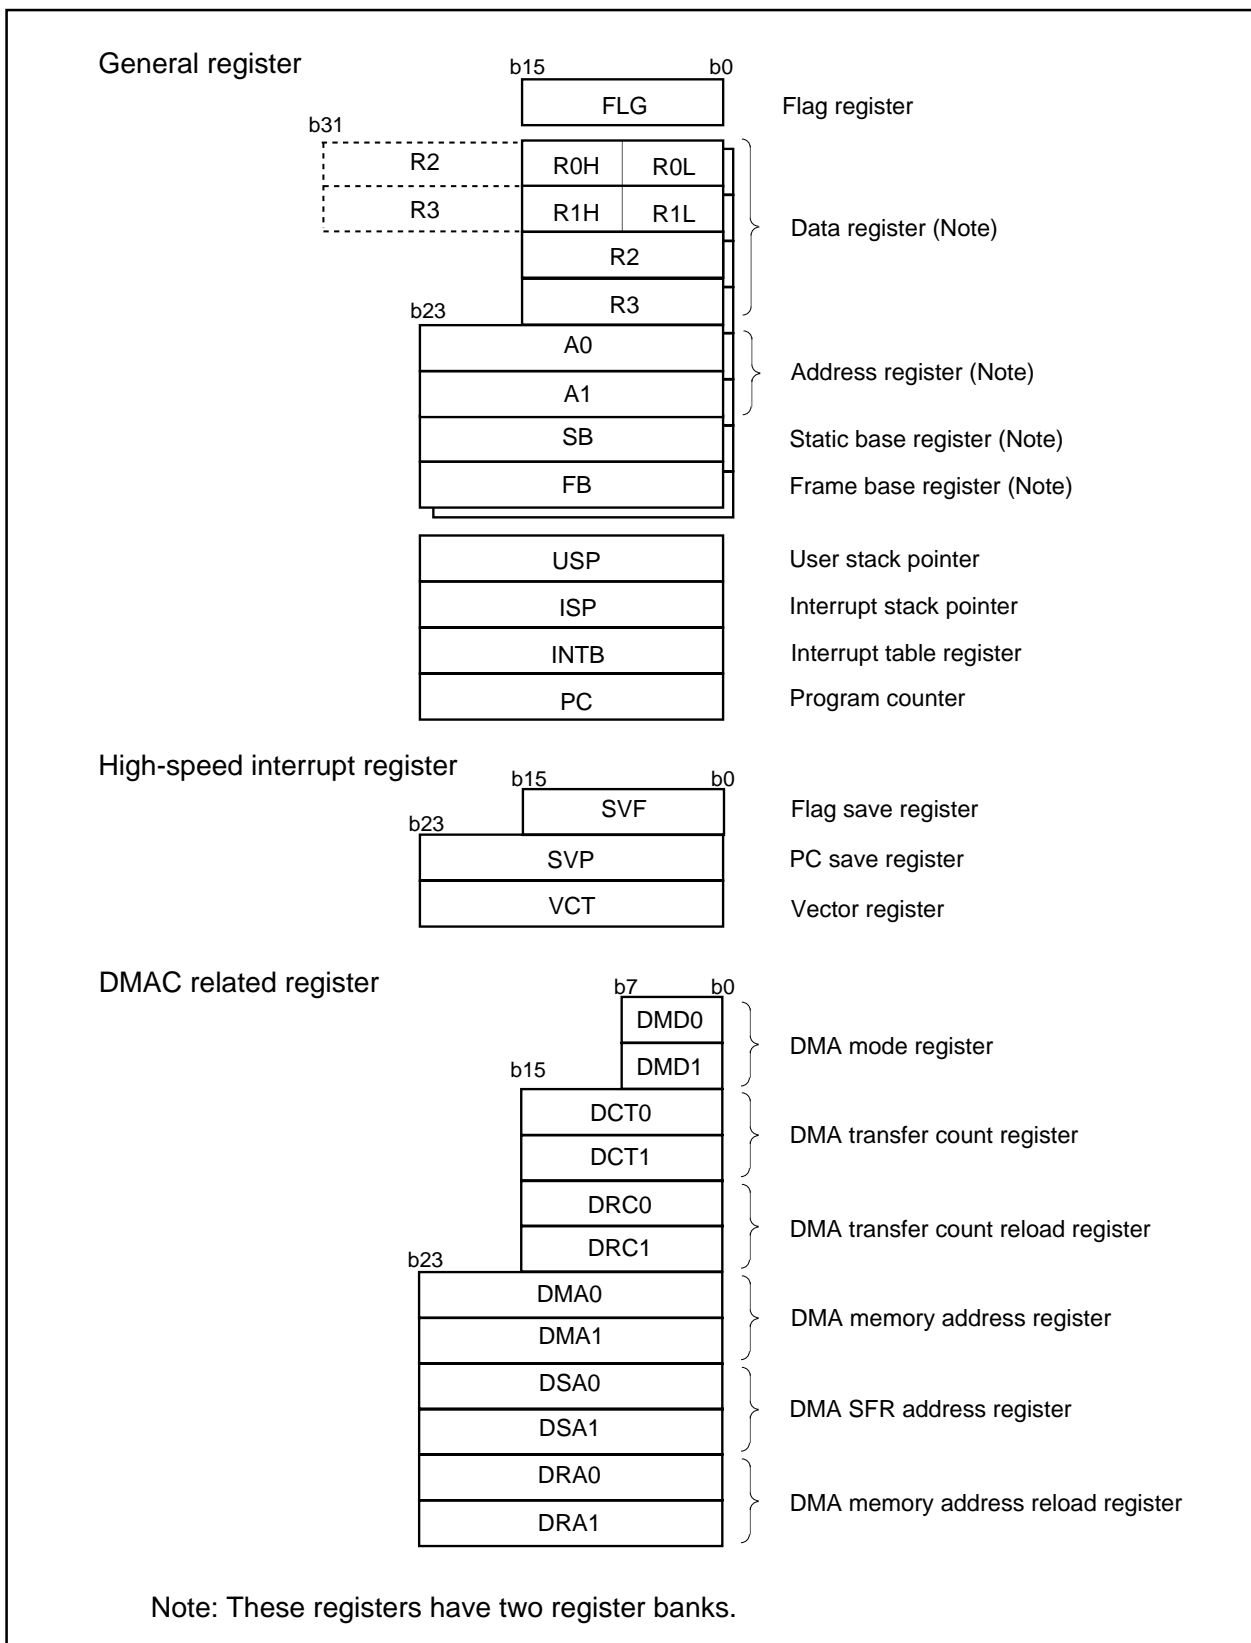 General register
b15 b0
FLG Flag register
b31
R2 R0H R0L
R3 R1H R1L
Data register (Note)
R2
R3
b23
A0
Address register (Note)
A1
SB Static base register (Note)
FB Frame base register (Note)
USP User stack pointer
ISP Interrupt stack pointer
INTB Interrupt table register
PC Program counter
High-speed interrupt register
b15 b0
SVF Flag save register
b23
SVP PC save register
VCT Vector register
DMAC related register
b7 b0
DMD0
DMA mode register
DMD1
b15
DCT0
DMA transfer count register
DCT1
DRC0
DMA transfer count reload register
DRC1
b23
DMA0
DMA memory address register
DMA1
DSA0
DMA SFR address register
DSA1
DRA0
DMA memory address reload register
DRA1
Note: These registers have two register banks.